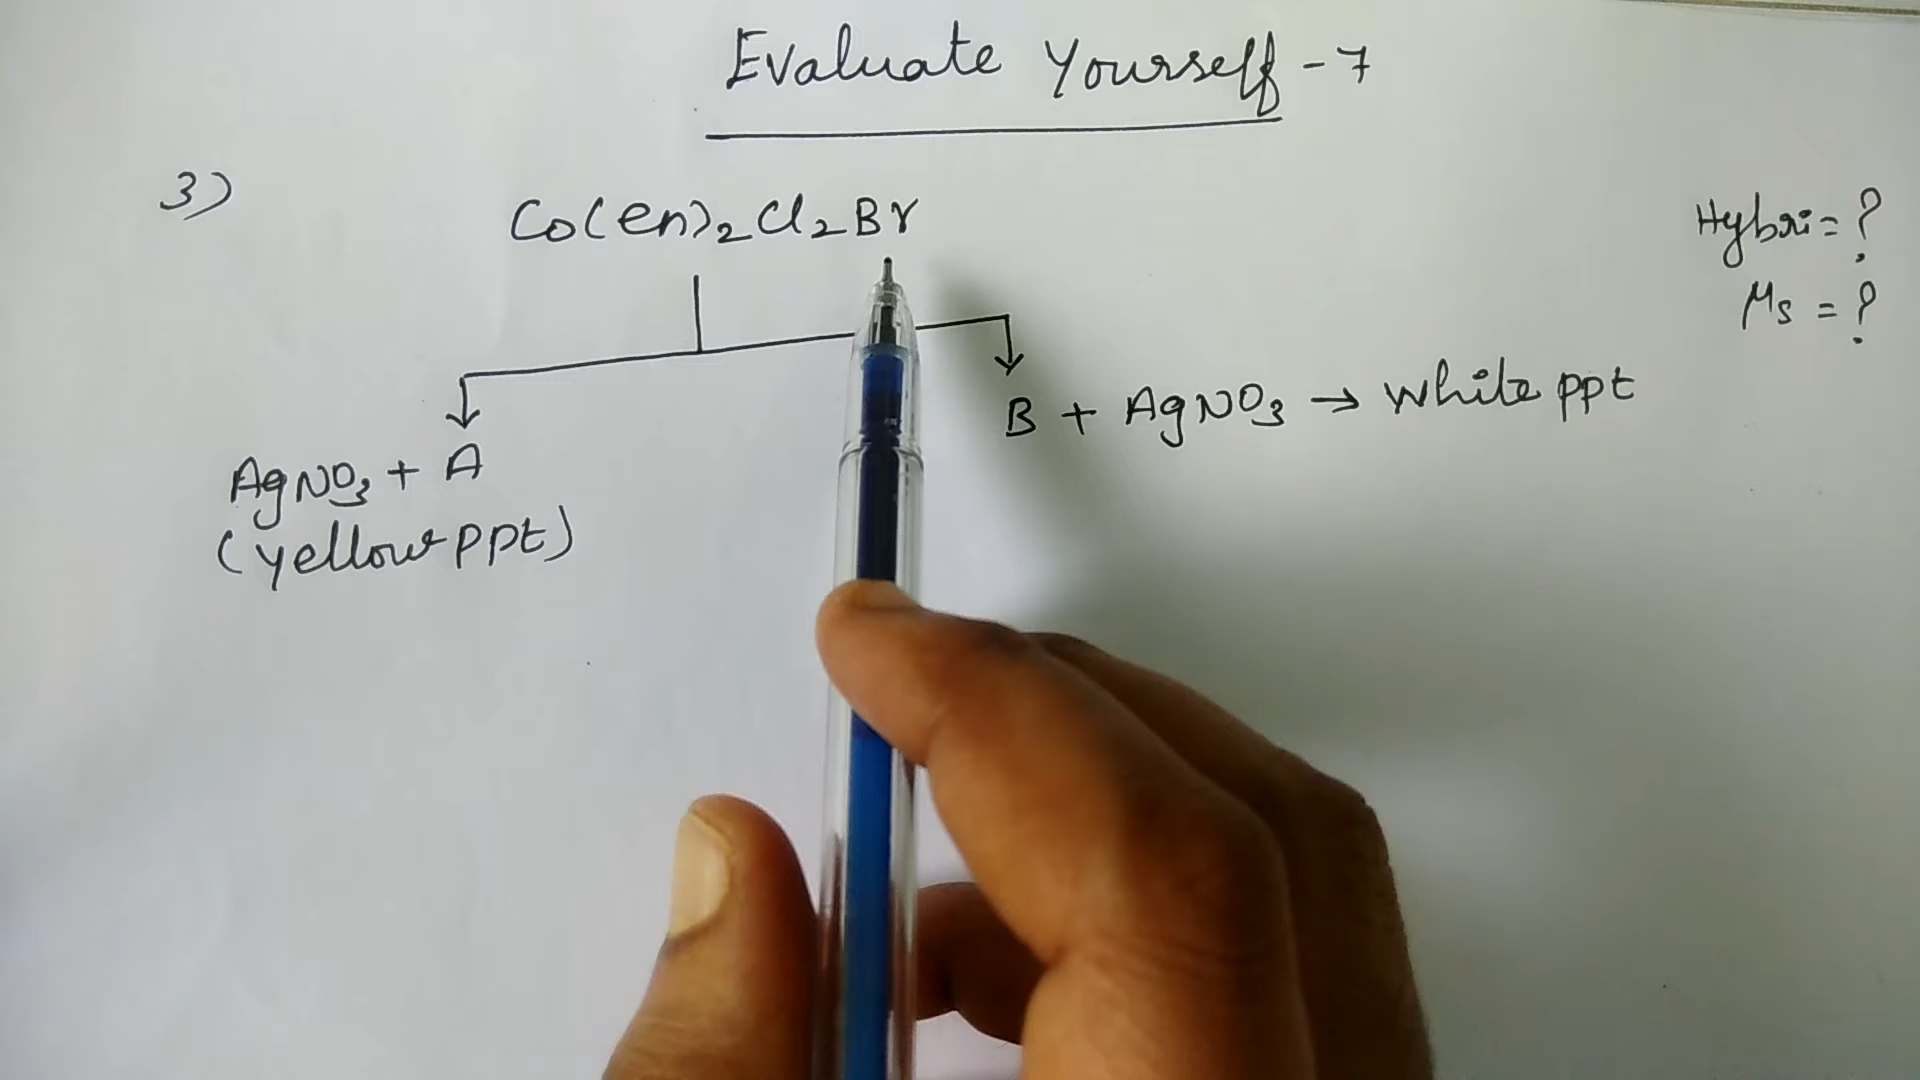 Evaluate Yourself - 7
3)
Co(en)₂Cl₂Br
Hybri = ?
μs = ?
B + AgNO₃ → White ppt
AgNO₃ + A
(yellow ppt)